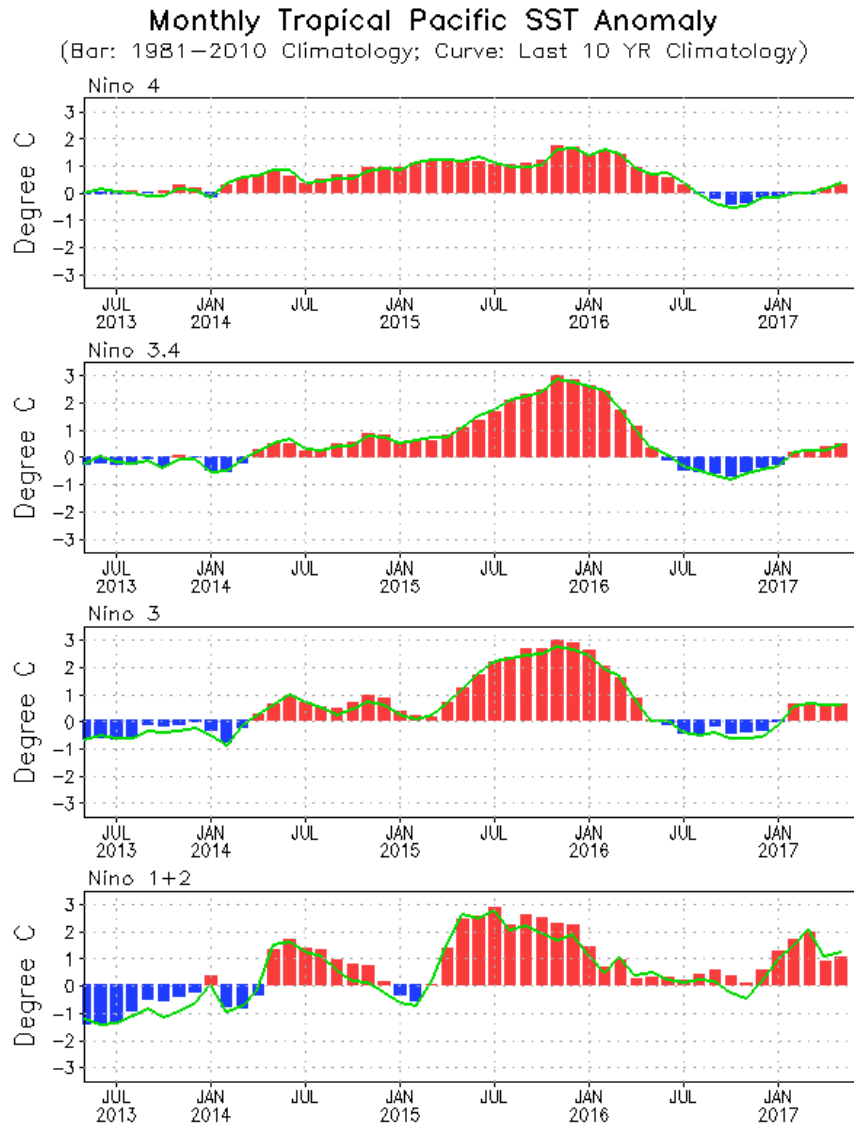 Monthly Tropical Pacific SST Anomaly
(Bar: 1981-2010 Climatology; Curve: Last 10 YR Climatology)
Nino 4
Degree C
3
2
1
0
-1
-2
-3
JUL JAN JUL JAN JUL JAN JUL JAN
2013 2014 2015 2016 2017
Nino 3.4
Degree C
3
2
1
0
-1
-2
-3
JUL JAN JUL JAN JUL JAN JUL JAN
2013 2014 2015 2016 2017
Nino 3
Degree C
3
2
1
0
-1
-2
-3
JUL JAN JUL JAN JUL JAN JUL JAN
2013 2014 2015 2016 2017
Nino 1+2
Degree C
3
2
1
0
-1
-2
-3
JUL JAN JUL JAN JUL JAN JUL JAN
2013 2014 2015 2016 2017